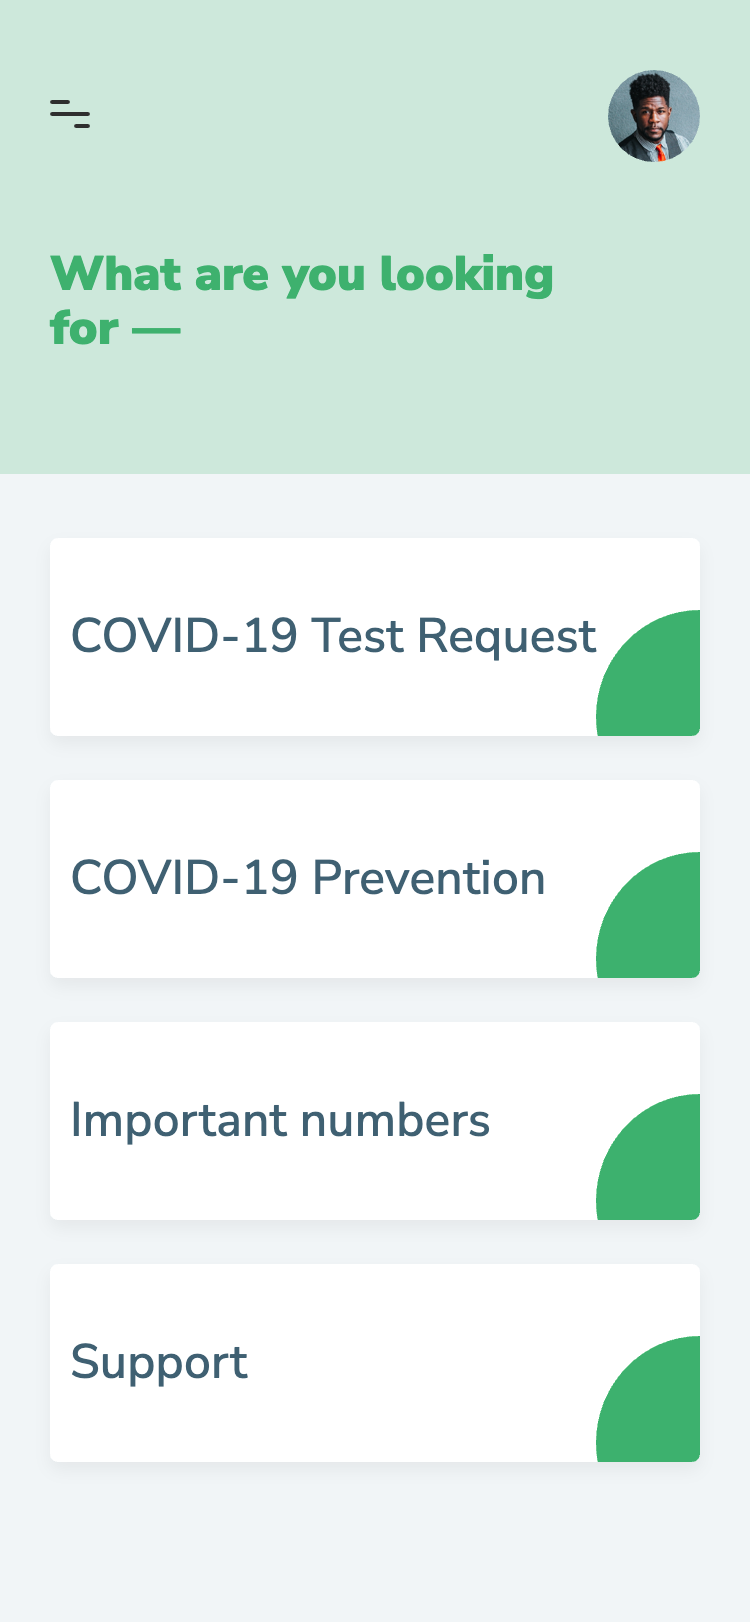 What are you looking
for —
COVID-19 Test Request
COVID-19 Prevention
Important numbers
Support